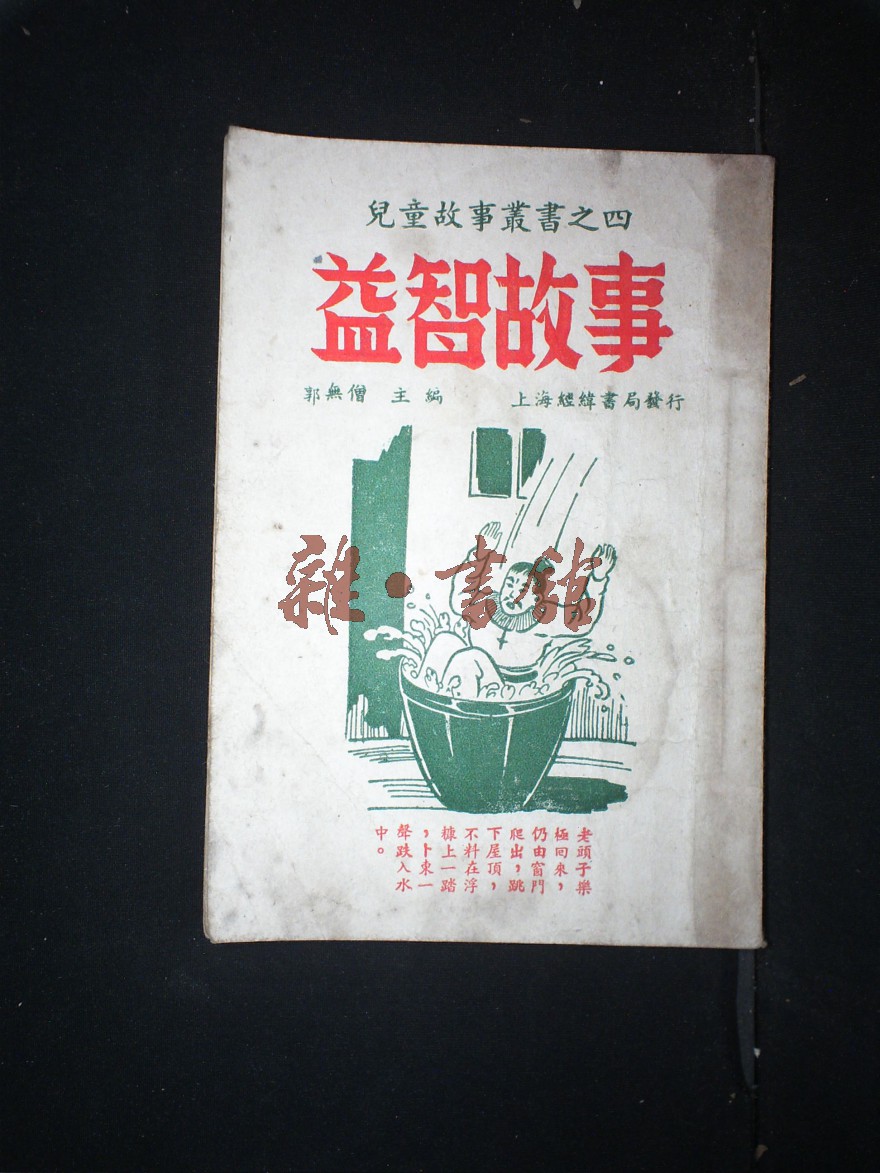 兒童故事叢書之四
益智故事
郭無僧 主編 上海經緯書局發行
雜·書館
老頭子樂
極回來，
仍由窗門
爬出，跳
下屋頂，
不料在浮
糠上一踏
，卜東一
聲跌入水
中。